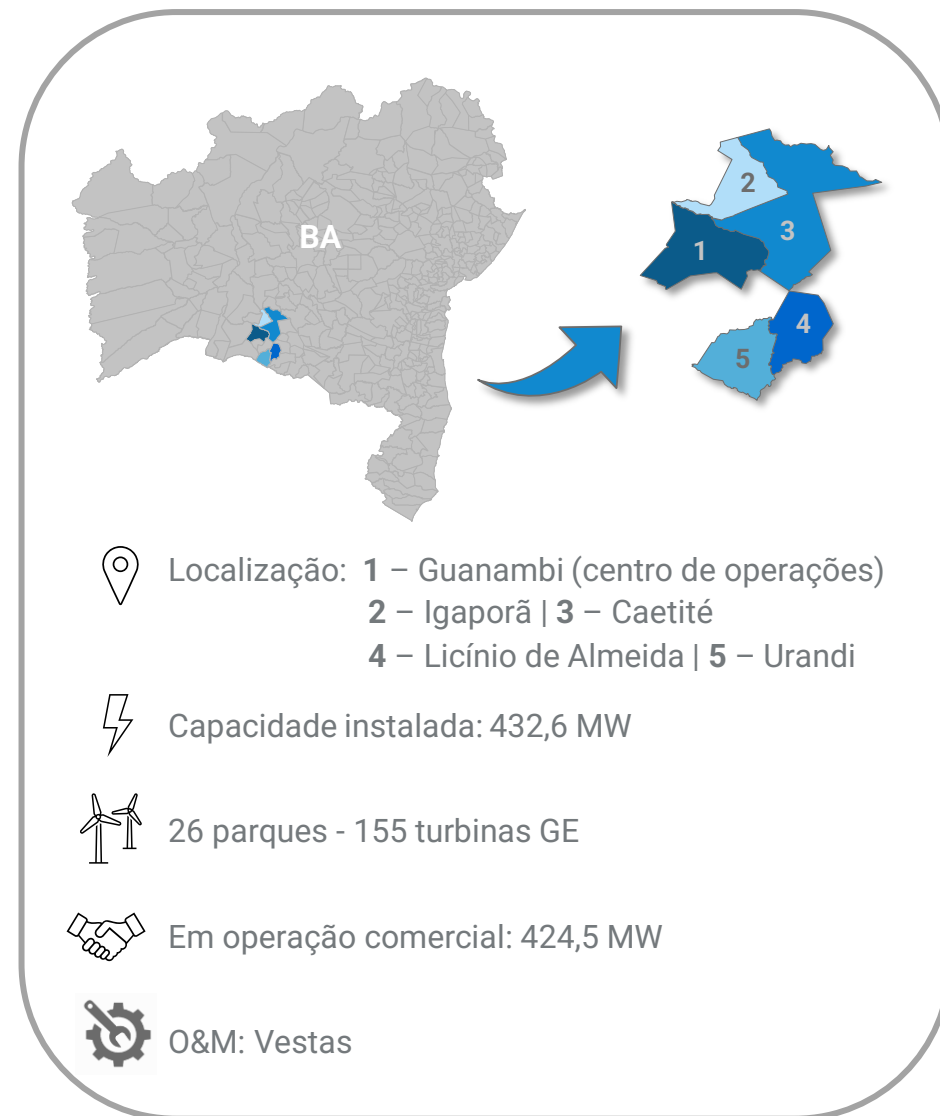 BA
2
3
1
4
5
Localização: 1 – Guanambi (centro de operações)
2 – Igaporã | 3 – Caetité
4 – Licínio de Almeida | 5 – Urandi
Capacidade instalada: 432,6 MW
26 parques - 155 turbinas GE
Em operação comercial: 424,5 MW
O&M: Vestas